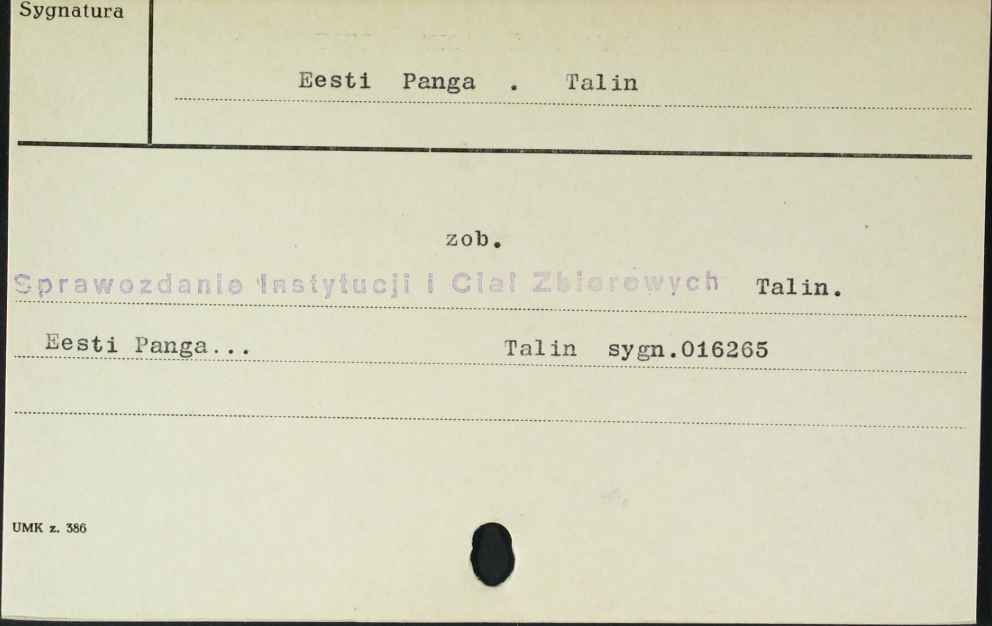 Sygnatura
Eesti Panga . Talin
zob.
Sprawozdanie Instytucji i Ciał Zbiorowych Talin.
Eesti Panga... Talin sygn.016265
UMK z. 386